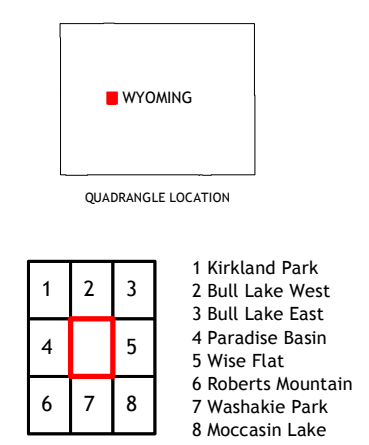 WYOMING
QUADRANGLE LOCATION
1 2 3
4 5
6 7 8
1 Kirkland Park
2 Bull Lake West
3 Bull Lake East
4 Paradise Basin
5 Wise Flat
6 Roberts Mountain
7 Washakie Park
8 Moccasin Lake